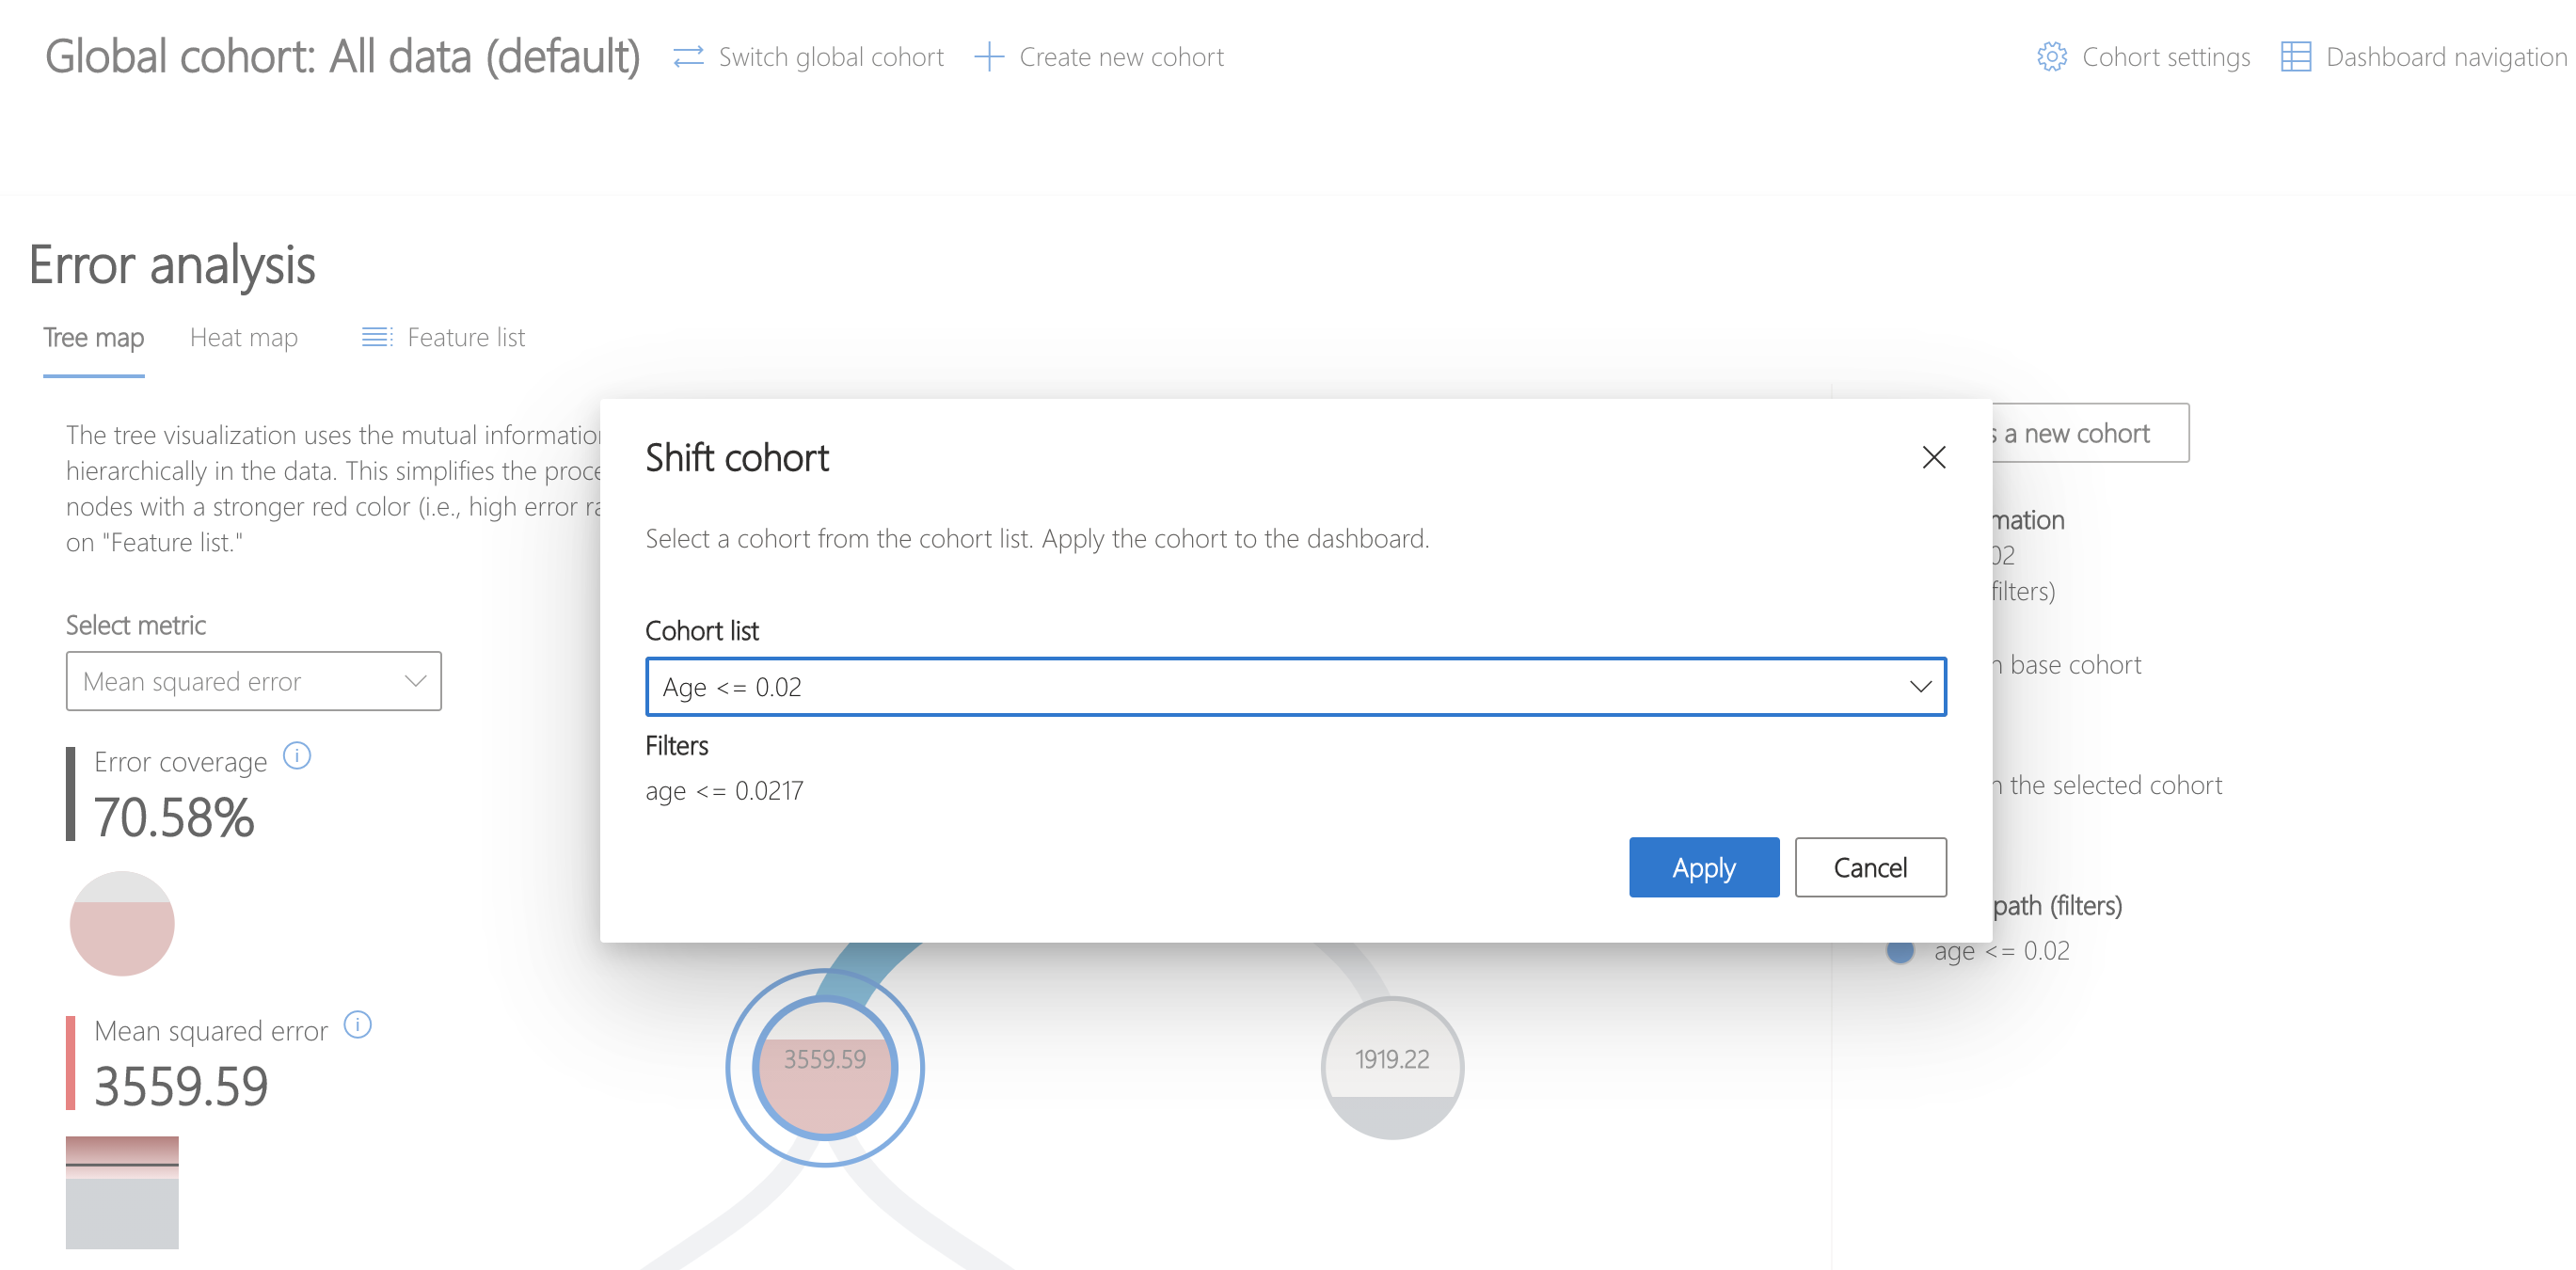 Global cohort: All data (default)
Switch global cohort
Create new cohort
Cohort settings
Dashboard navigation
Error analysis
Tree map
Heat map
Feature list
The tree visualization uses the mutual information
hierarchically in the data. This simplifies the
nodes with a stronger red color (i.e., high error
on "Feature list."
Select metric
Mean squared error
Error coverage
70.58%
Mean squared error
3559.59
Shift cohort
Select a cohort from the cohort list. Apply the cohort to the dashboard.
Cohort list
Age <= 0.02
Filters
age <= 0.0217
Apply
Cancel
a new cohort
02
filters)
base cohort
the selected cohort
path (filters)
age <= 0.02
3559.59
1919.22